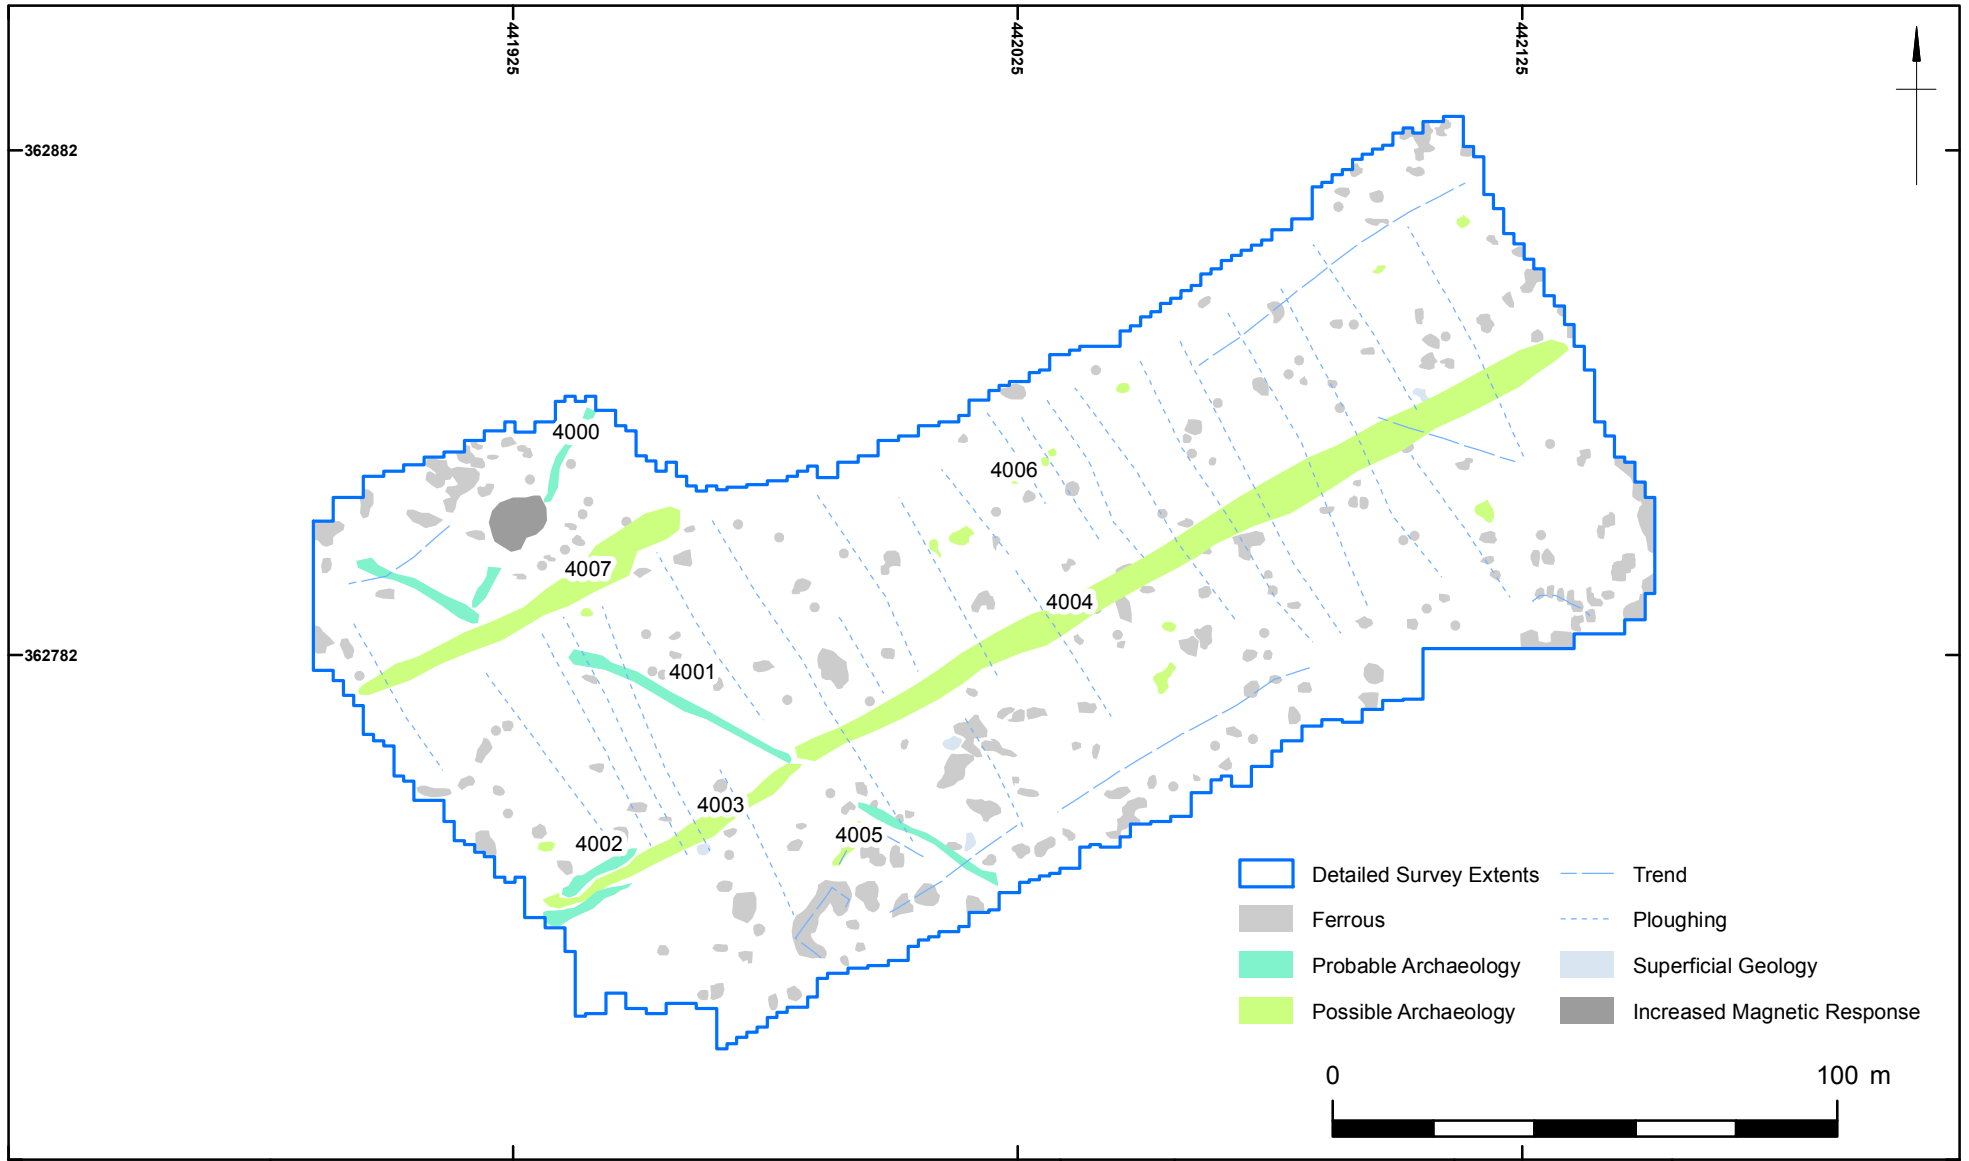 441925
442025
442125
362882
4000
4006
4007
4004
362782
4001
4003
4002
4005
Detailed Survey Extents
Trend
Ferrous
Ploughing
Probable Archaeology
Superficial Geology
Possible Archaeology
Increased Magnetic Response
0
100 m